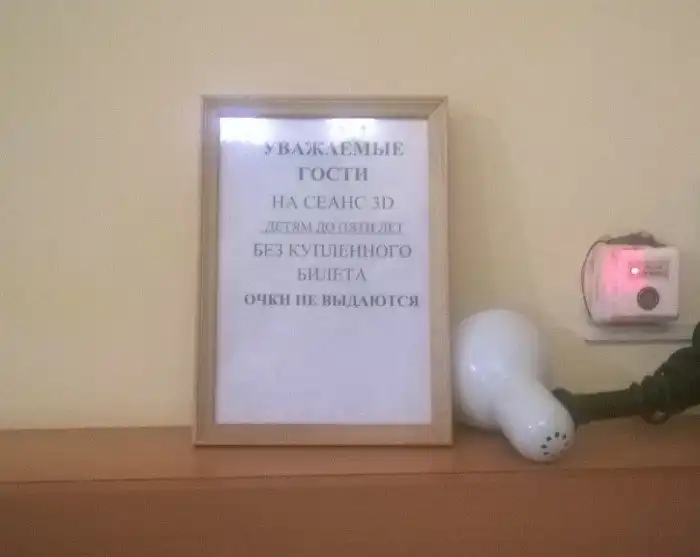 УВАЖАЕМЫЕ
ГОСТИ
НА СЕАНС 3D
ДЕТЯМ ДО ПЯТИ ЛЕТ
БЕЗ КУПЛЕННОГО
БИЛЕТА
ОЧКИ НЕ ВЫДАЮТСЯ